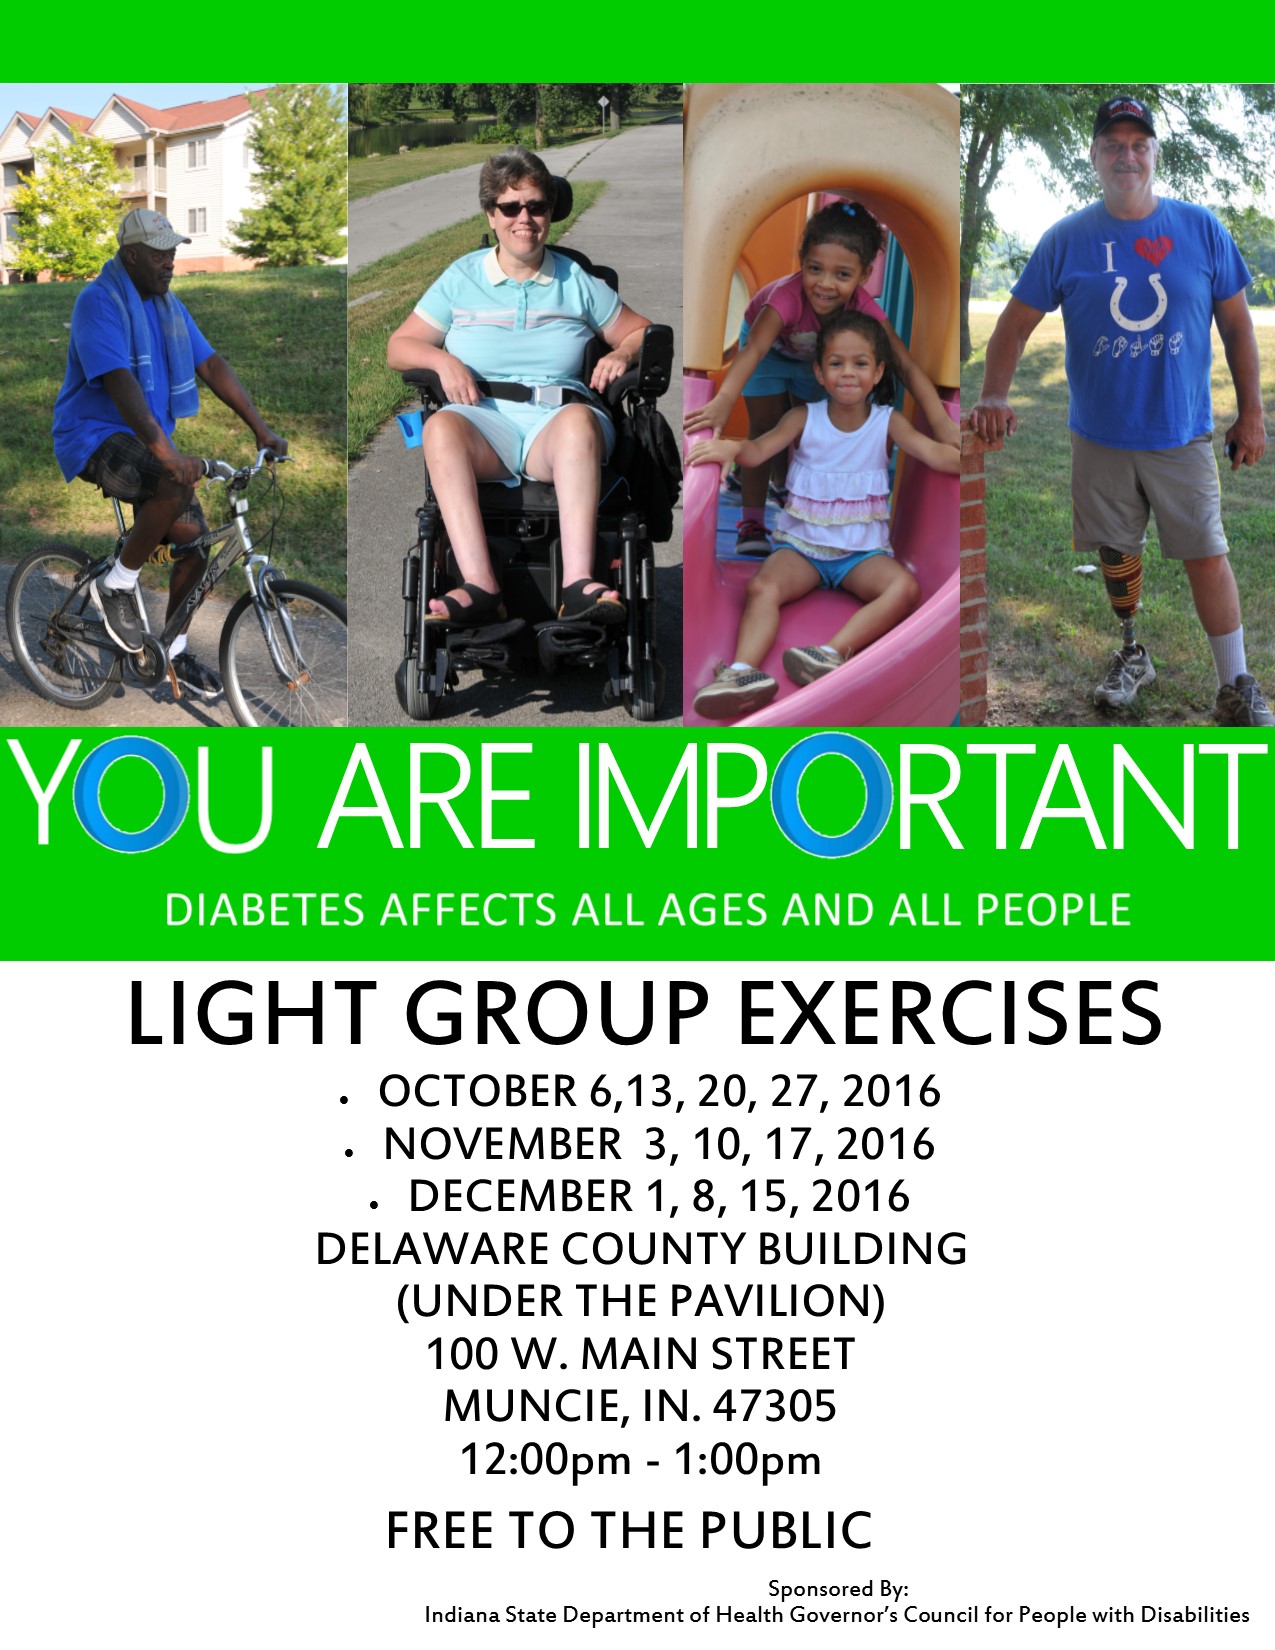 I ♥
COLTS
YOU ARE IMPORTANT
DIABETES AFFECTS ALL AGES AND ALL PEOPLE
LIGHT GROUP EXERCISES
• OCTOBER 6,13, 20, 27, 2016
• NOVEMBER 3, 10, 17, 2016
• DECEMBER 1, 8, 15, 2016
DELAWARE COUNTY BUILDING
(UNDER THE PAVILION)
100 W. MAIN STREET
MUNCIE, IN. 47305
12:00pm - 1:00pm
FREE TO THE PUBLIC
Sponsored By:
Indiana State Department of Health Governor’s Council for People with Disabilities